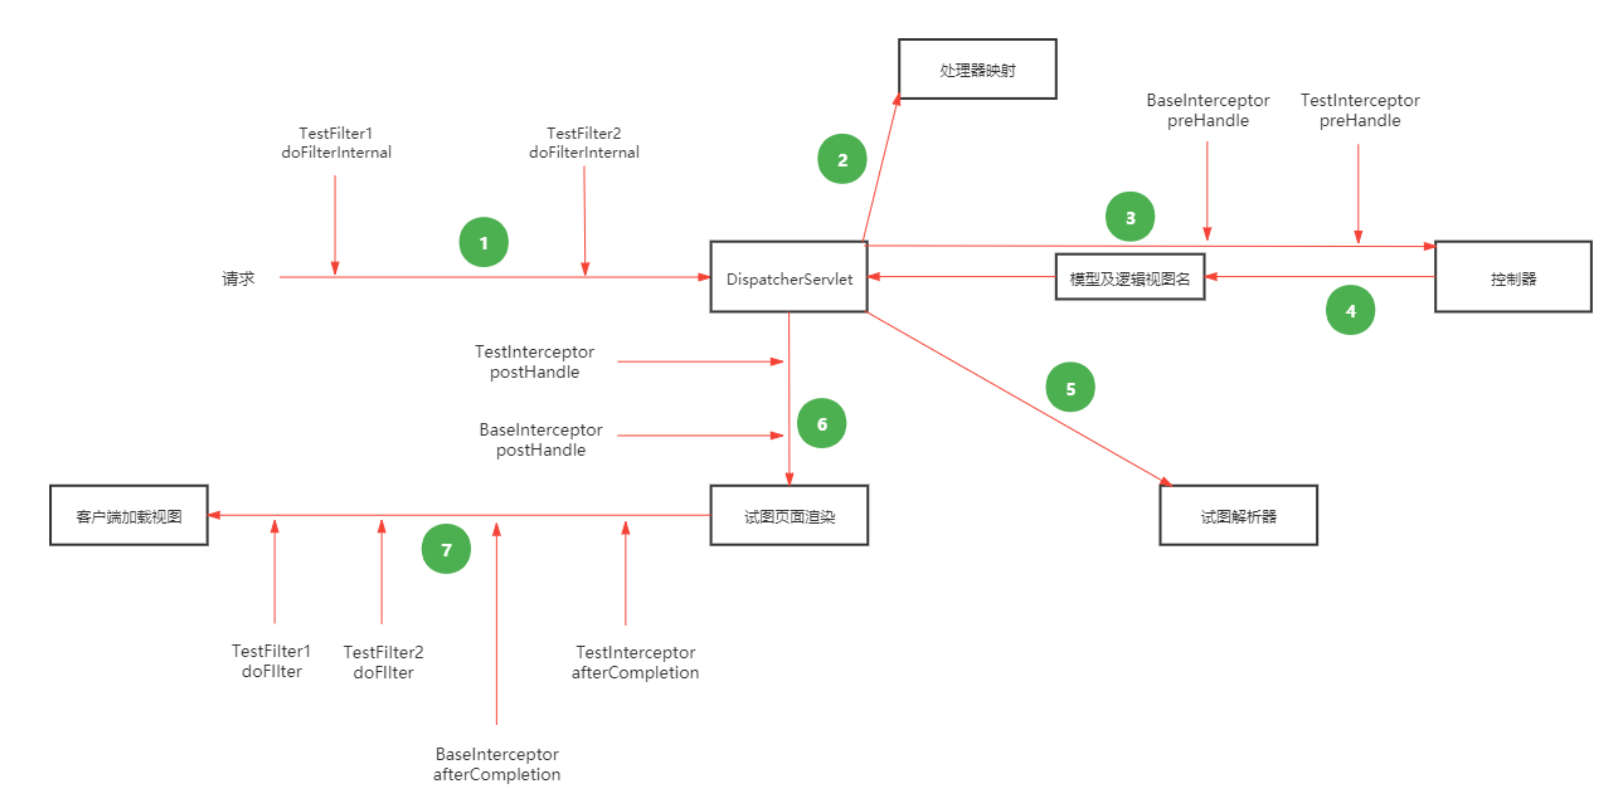 处理器映射
BaseInterceptor
preHandle
TestInterceptor
preHandle
TestFilter1
doFilterInternal
TestFilter2
doFilterInternal
2
3
1
请求
DispatcherServlet
模型及逻辑视图名
控制器
4
TestInterceptor
postHandle
5
BaseInterceptor
postHandle
6
客户端加载视图
试图页面渲染
试图解析器
7
TestFilter1
doFIlter
TestFilter2
doFIlter
TestInterceptor
afterCompletion
BaseInterceptor
afterCompletion